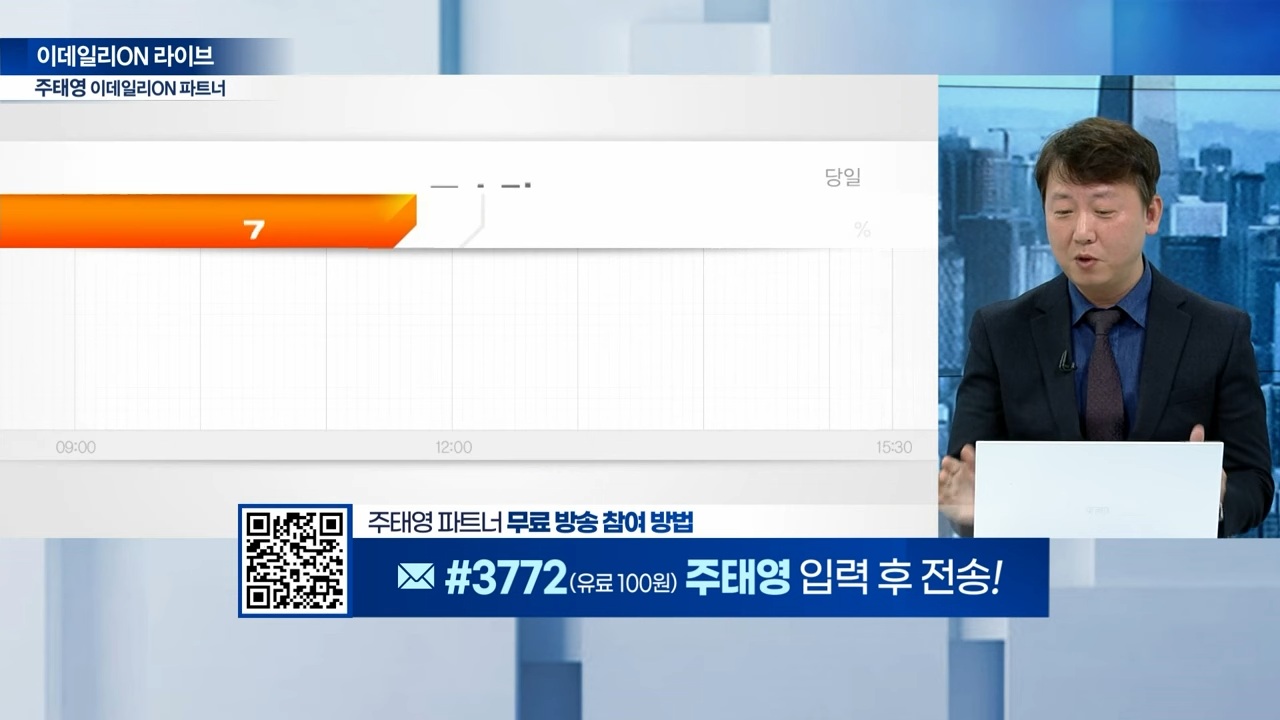 이데일리ON 라이브
주태영 이데일리ON 파트너
당일
7
%
09:00
12:00
15:30
주태영 파트너 무료 방송 참여 방법
#3772(유료 100원) 주태영 입력 후 전송!